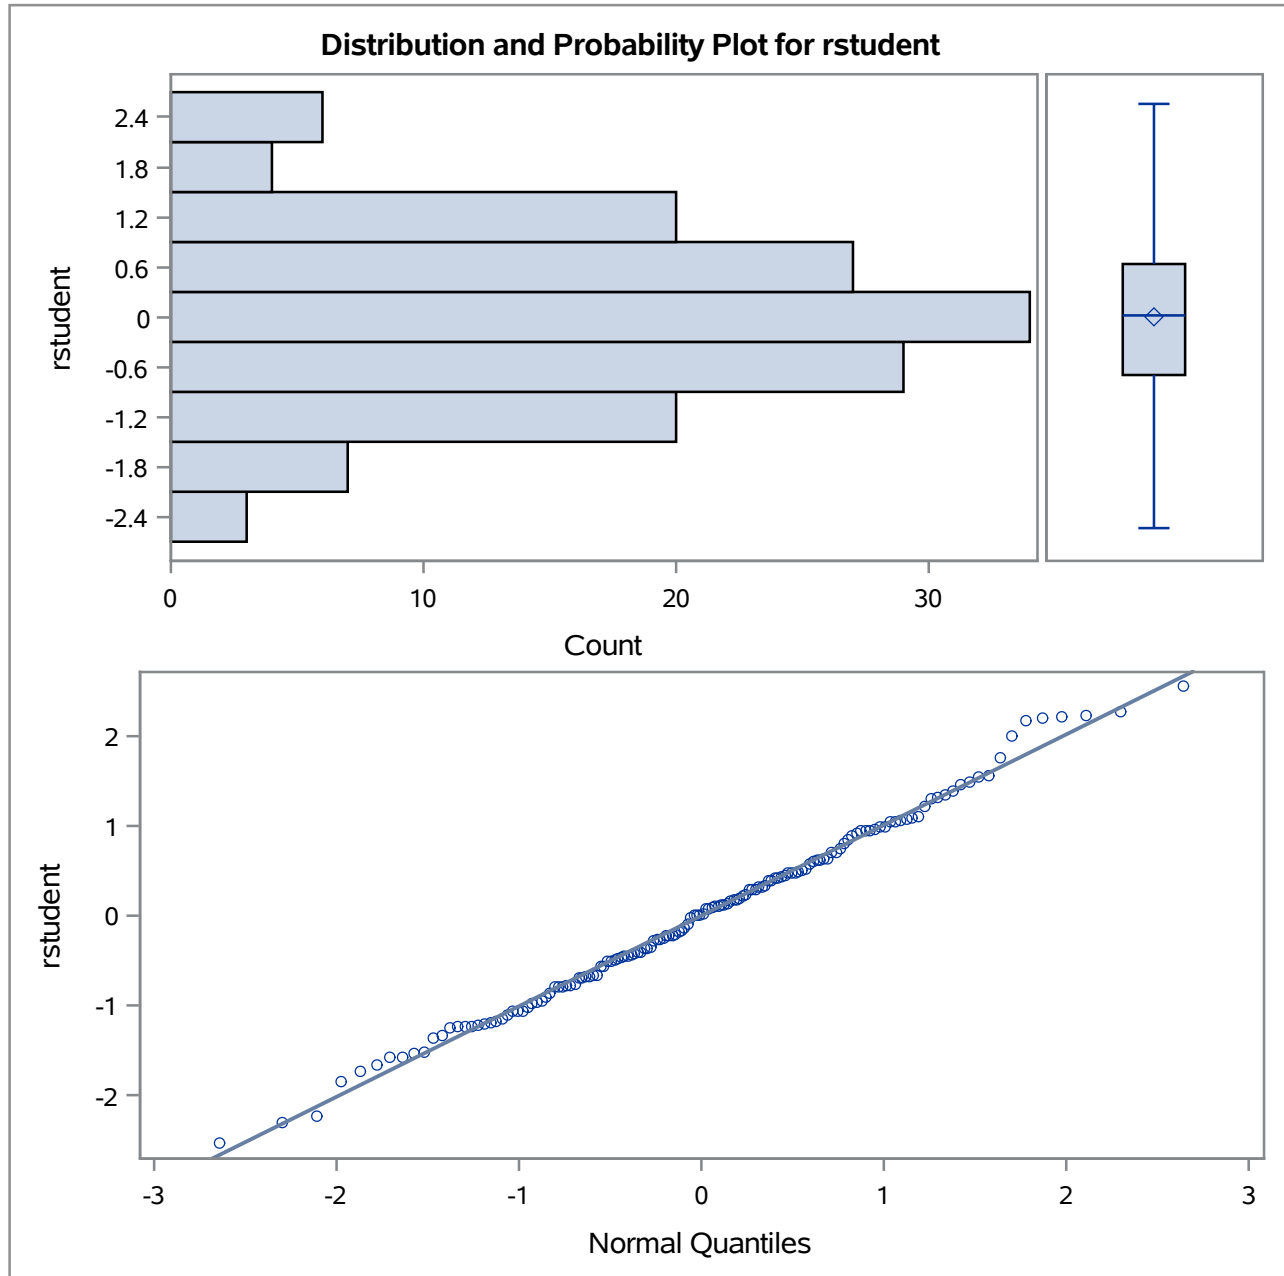 Distribution and Probability Plot for rstudent
rstudent
2.4
1.8
1.2
0.6
0
-0.6
-1.2
-1.8
-2.4
0 10 20 30
Count
rstudent
2
1
0
-1
-2
-3 -2 -1 0 1 2 3
Normal Quantiles